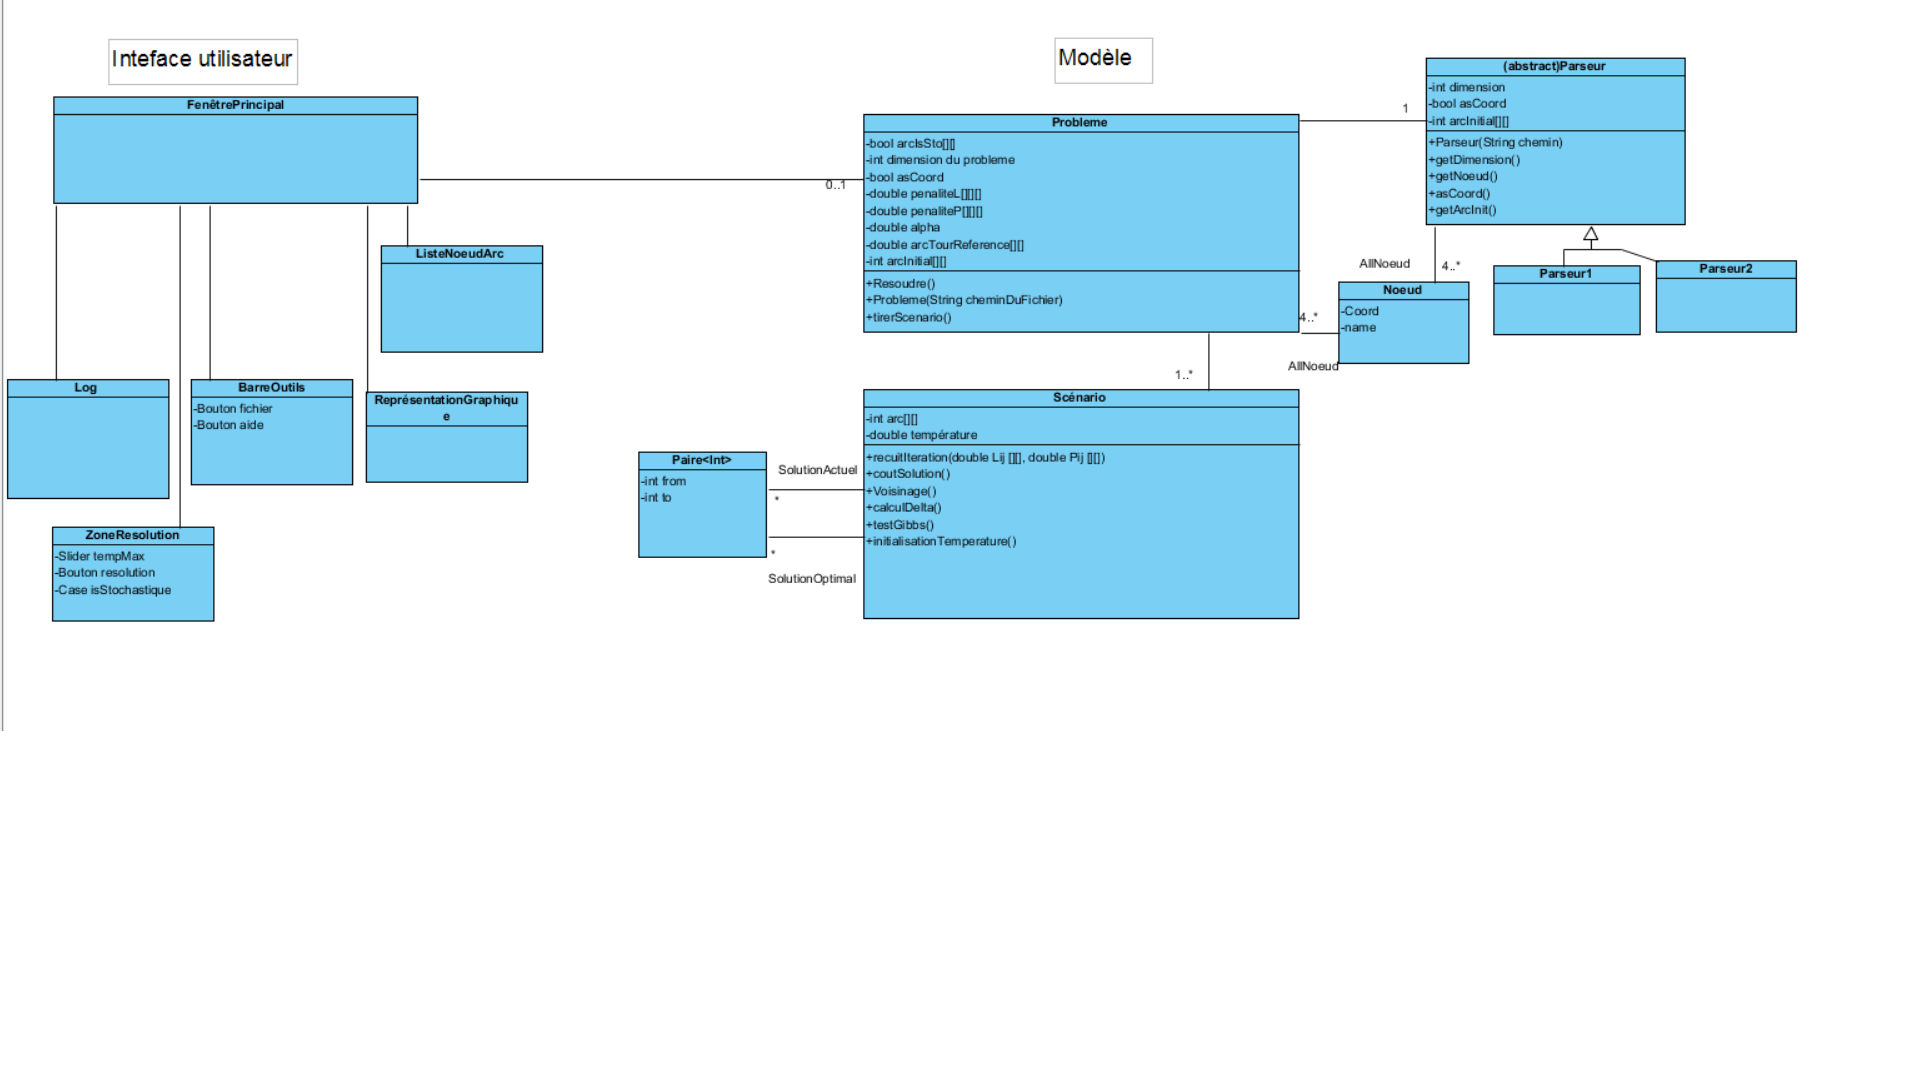 Inteface utilisateur
Modèle
FenêtrePrincipal
ListeNoeudArc
Log
BarreOutils
-Bouton fichier
-Bouton aide
ReprésentationGraphiqu
e
ZoneResolution
-Slider tempMax
-Bouton resolution
-Case isStochastique
0..1
Probleme
-bool arcIsSto[][]
-int dimension du probleme
-bool asCoord
-double penaliteL[][][]
-double penaliteP[][][]
-double alpha
-double arcTourReference[][]
-int arcInitial[][]
+Resoudre()
+Probleme(String cheminDuFichier)
+tirerScenario()
1
(abstract)Parseur
-int dimension
-bool asCoord
-int arcInitial[][]
+Parseur(String chemin)
+getDimension()
+getNoeud()
+asCoord()
+getArcInit()
AllNoeud
4..*
Parseur1
Parseur2
Noeud
-Coord
-name
4..*
AllNoeud
1..*
Scénario
-int arc[][]
-double température
+recuitIteration(double Lij [][], double Pij [][])
+coutSolution()
+Voisinage()
+calculDelta()
+testGibbs()
+initialisationTemperature()
Paire<Int>
-int from
-int to
SolutionActuel
*
*
SolutionOptimal